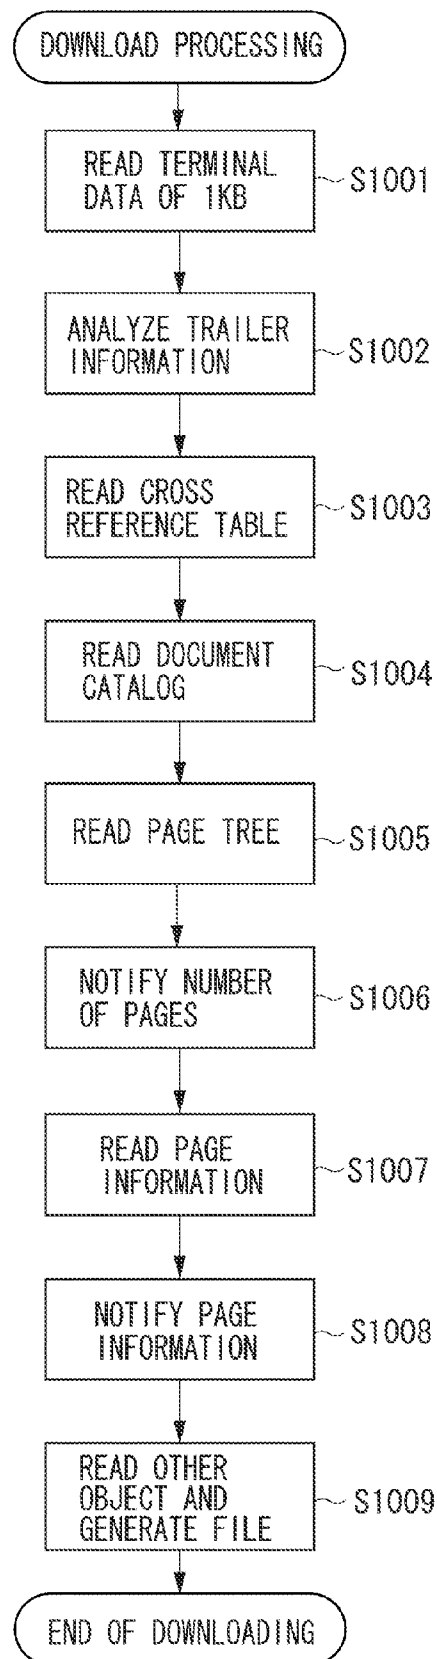 DOWNLOAD PROCESSING
READ TERMINAL
DATA OF 1KB
S1001
ANALYZE TRAILER
INFORMATION
S1002
READ CROSS
REFERENCE TABLE
S1003
READ DOCUMENT
CATALOG
S1004
READ PAGE TREE
S1005
NOTIFY NUMBER
OF PAGES
S1006
READ PAGE
INFORMATION
S1007
NOTIFY PAGE
INFORMATION
S1008
READ OTHER
OBJECT AND
GENERATE FILE
S1009
END OF DOWNLOADING